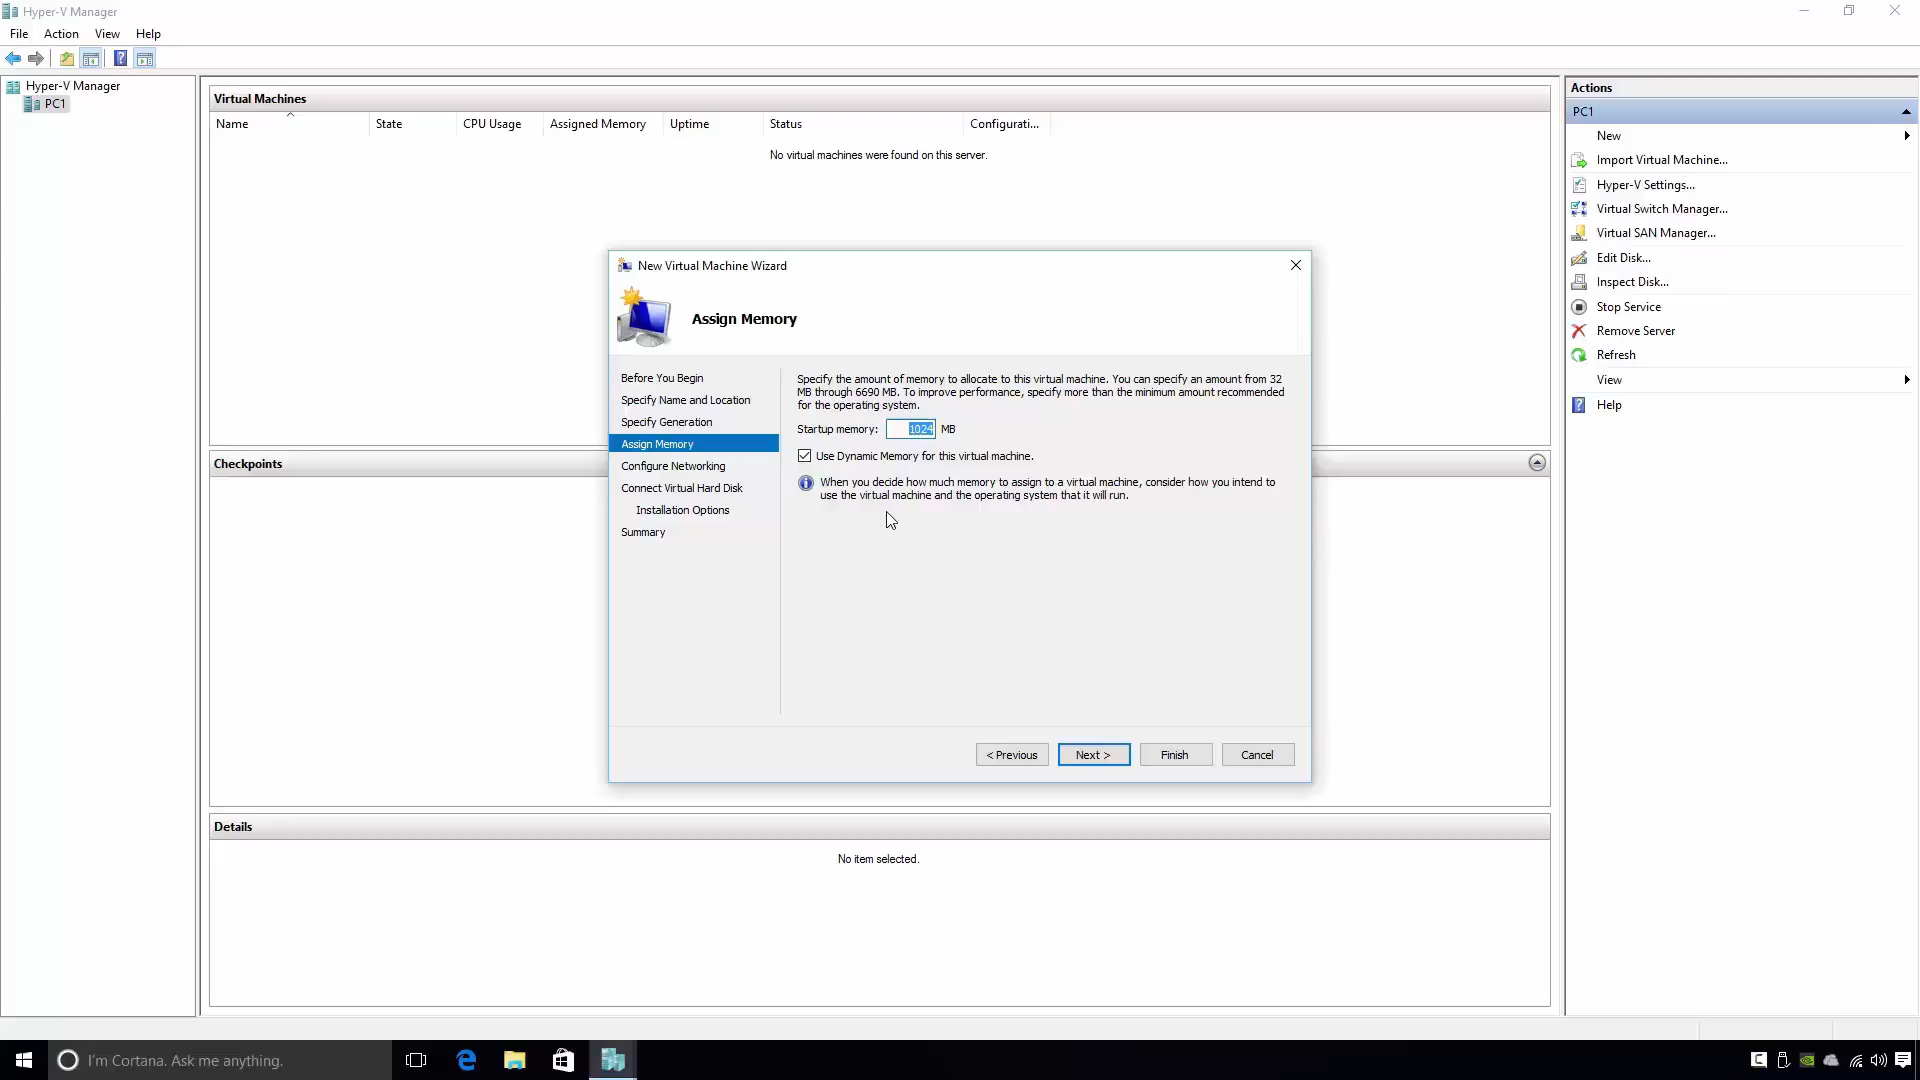 Hyper-V Manager
File Action View Help
Hyper-V Manager
PC1
Virtual Machines
Name State CPU Usage Assigned Memory Uptime Status Configurati...
No virtual machines were found on this server.
New Virtual Machine Wizard
Assign Memory
Before You Begin
Specify Name and Location
Specify Generation
Assign Memory
Configure Networking
Connect Virtual Hard Disk
Installation Options
Summary
Specify the amount of memory to allocate to this virtual machine. You can specify an amount from 32
MB through 6690 MB. To improve performance, specify more than the minimum amount recommended
for the operating system.
Startup memory: 1024 MB
Use Dynamic Memory for this virtual machine.
When you decide how much memory to assign to a virtual machine, consider how you intend to
use the virtual machine and the operating system that it will run.
< Previous Next > Finish Cancel
Checkpoints
Details
No item selected.
Actions
PC1
New
Import Virtual Machine...
Hyper-V Settings...
Virtual Switch Manager...
Virtual SAN Manager...
Edit Disk...
Inspect Disk...
Stop Service
Remove Server
Refresh
View
Help
I'm Cortana. Ask me anything.